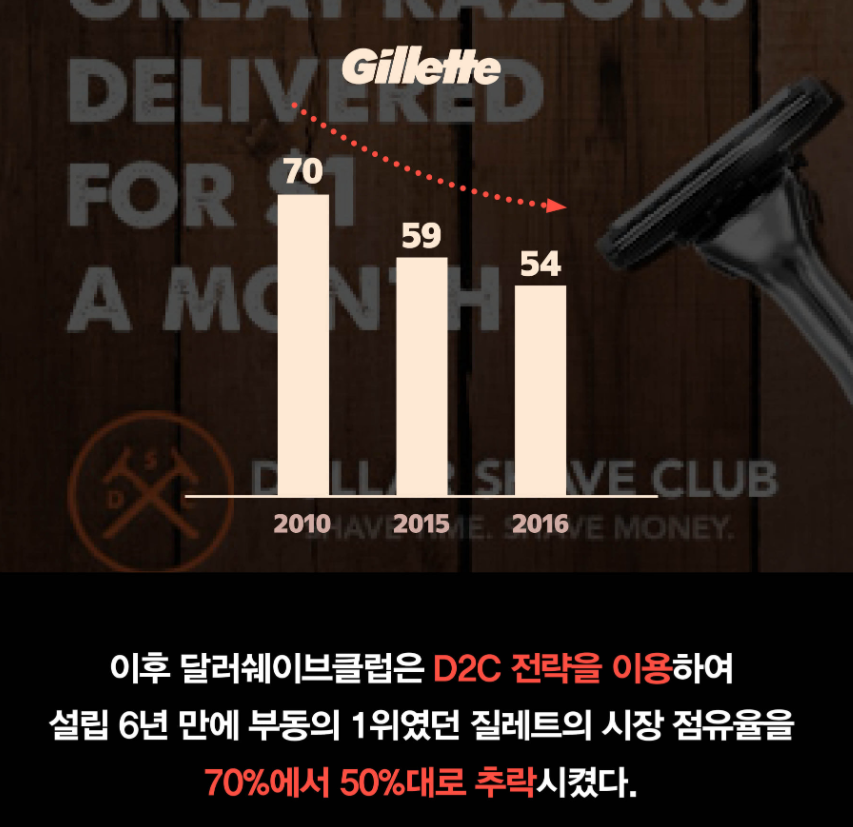 GREAT RAZORS
Gillette
DELIVERED
FOR $1
A MONTH
70
59
54
DOLLAR SHAVE CLUB
D S C
SHAVE TIME. SHAVE MONEY.
2010 2015 2016
이후 달러쉐이브클럽은 D2C 전략을 이용하여
설립 6년 만에 부동의 1위였던 질레트의 시장 점유율을
70%에서 50%대로 추락시켰다.